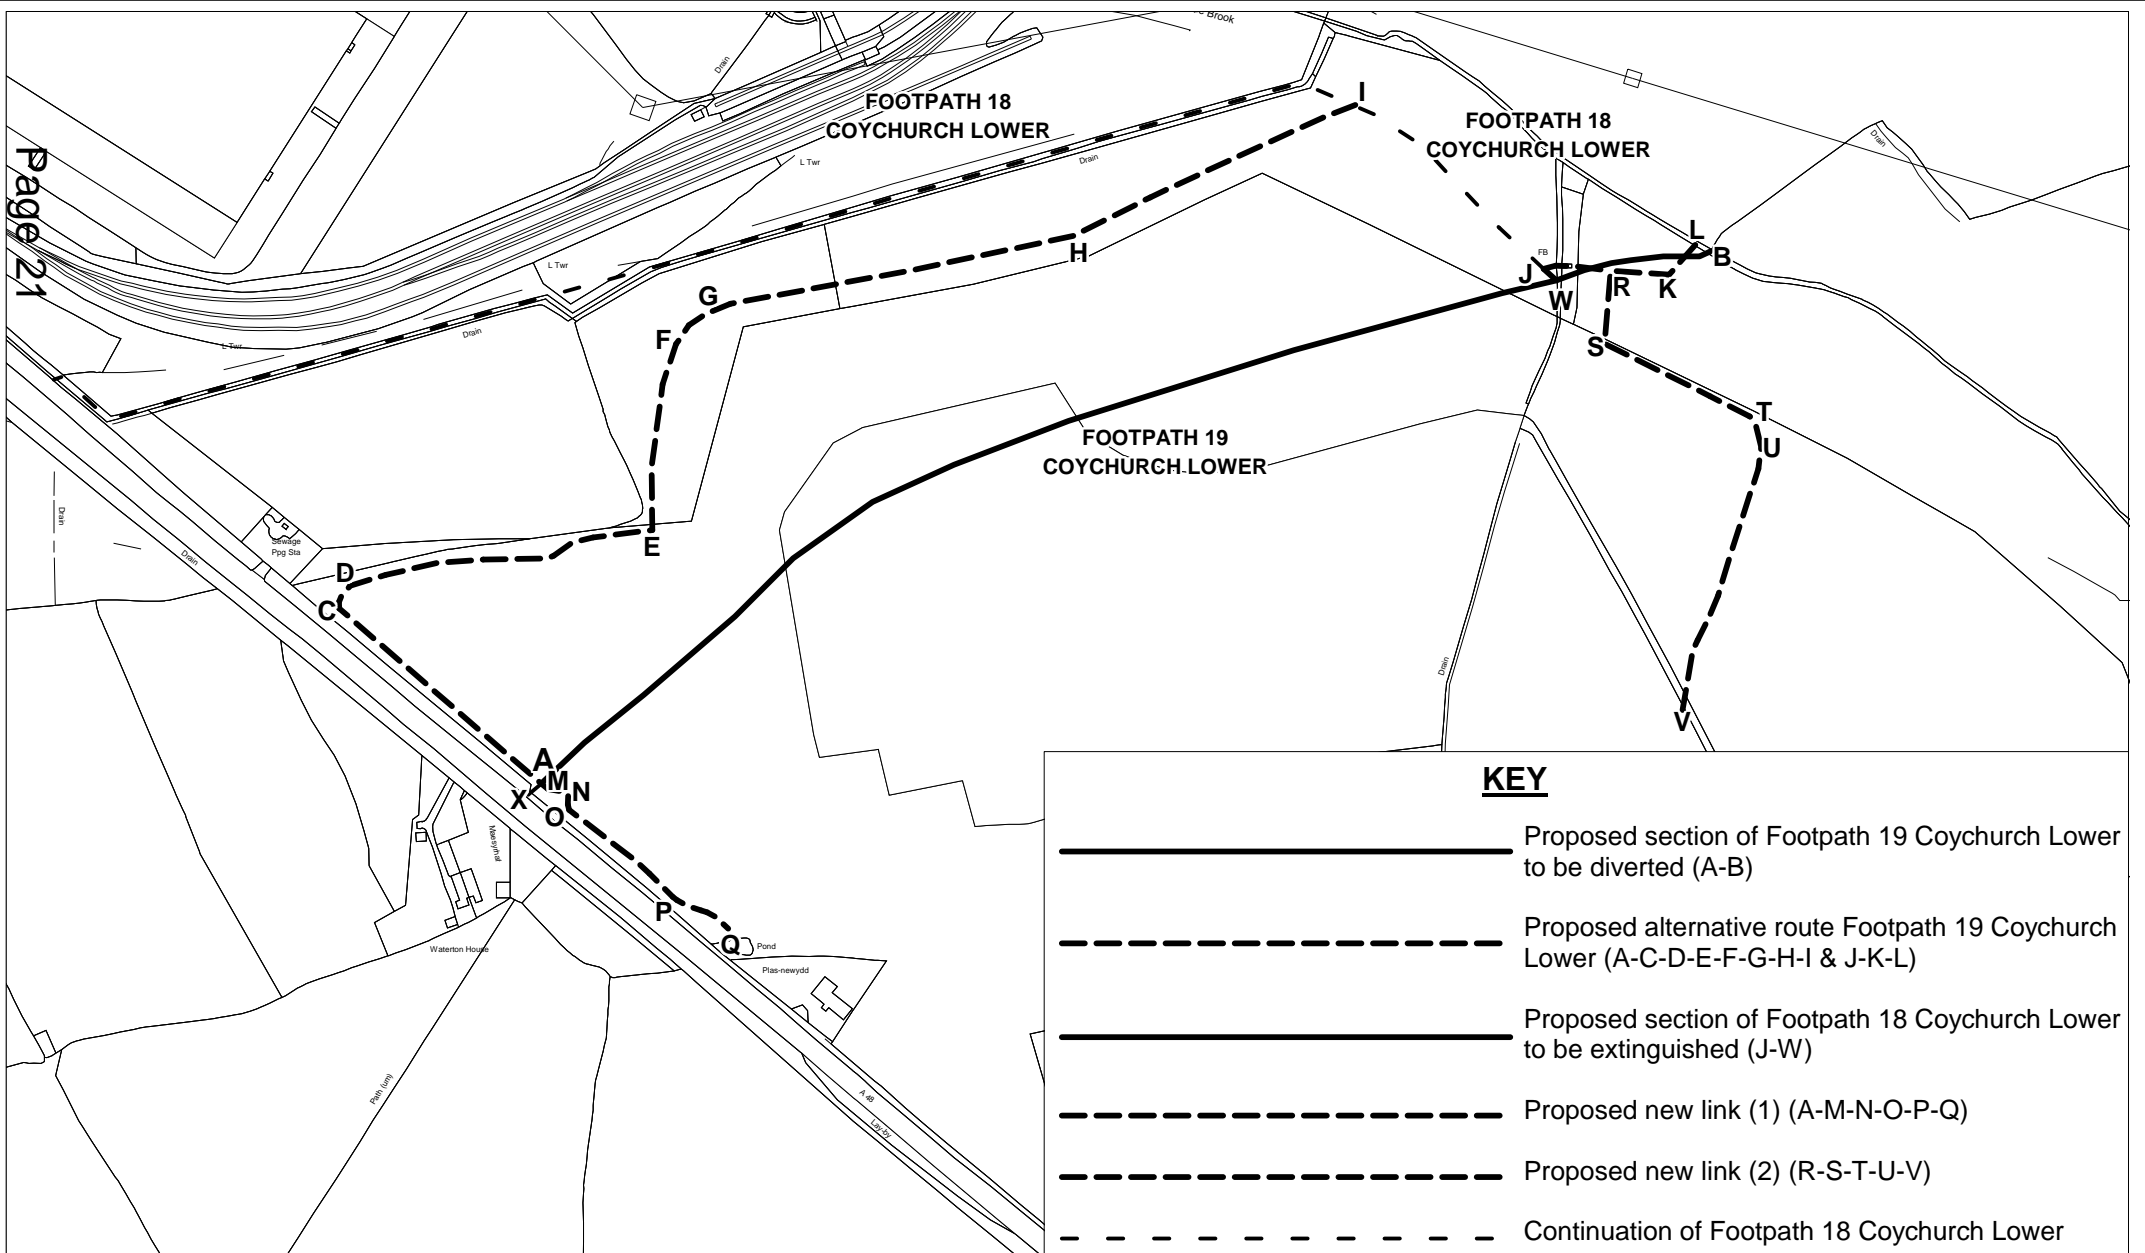 Page 21
Brook
Drain
FOOTPATH 18
COYCHURCH LOWER
I
FOOTPATH 18
COYCHURCH LOWER
Drain
L Twr
Drain
L
B
H
FB
L Twr
J
W
R
K
G
Drain
L Twr
F
S
T
U
FOOTPATH 19
COYCHURCH LOWER
Drain
Sewage
Ppg Sta
Drain
E
D
C
Drain
V
A
M
N
X
O
Maesyrhaf
P
Q
Pond
Waterton House
Plas-newydd
Path (um)
A 48
Lay-by
KEY
Proposed section of Footpath 19 Coychurch Lower
to be diverted (A-B)
Proposed alternative route Footpath 19 Coychurch
Lower (A-C-D-E-F-G-H-I & J-K-L)
Proposed section of Footpath 18 Coychurch Lower
to be extinguished (J-W)
Proposed new link (1) (A-M-N-O-P-Q)
Proposed new link (2) (R-S-T-U-V)
Continuation of Footpath 18 Coychurch Lower